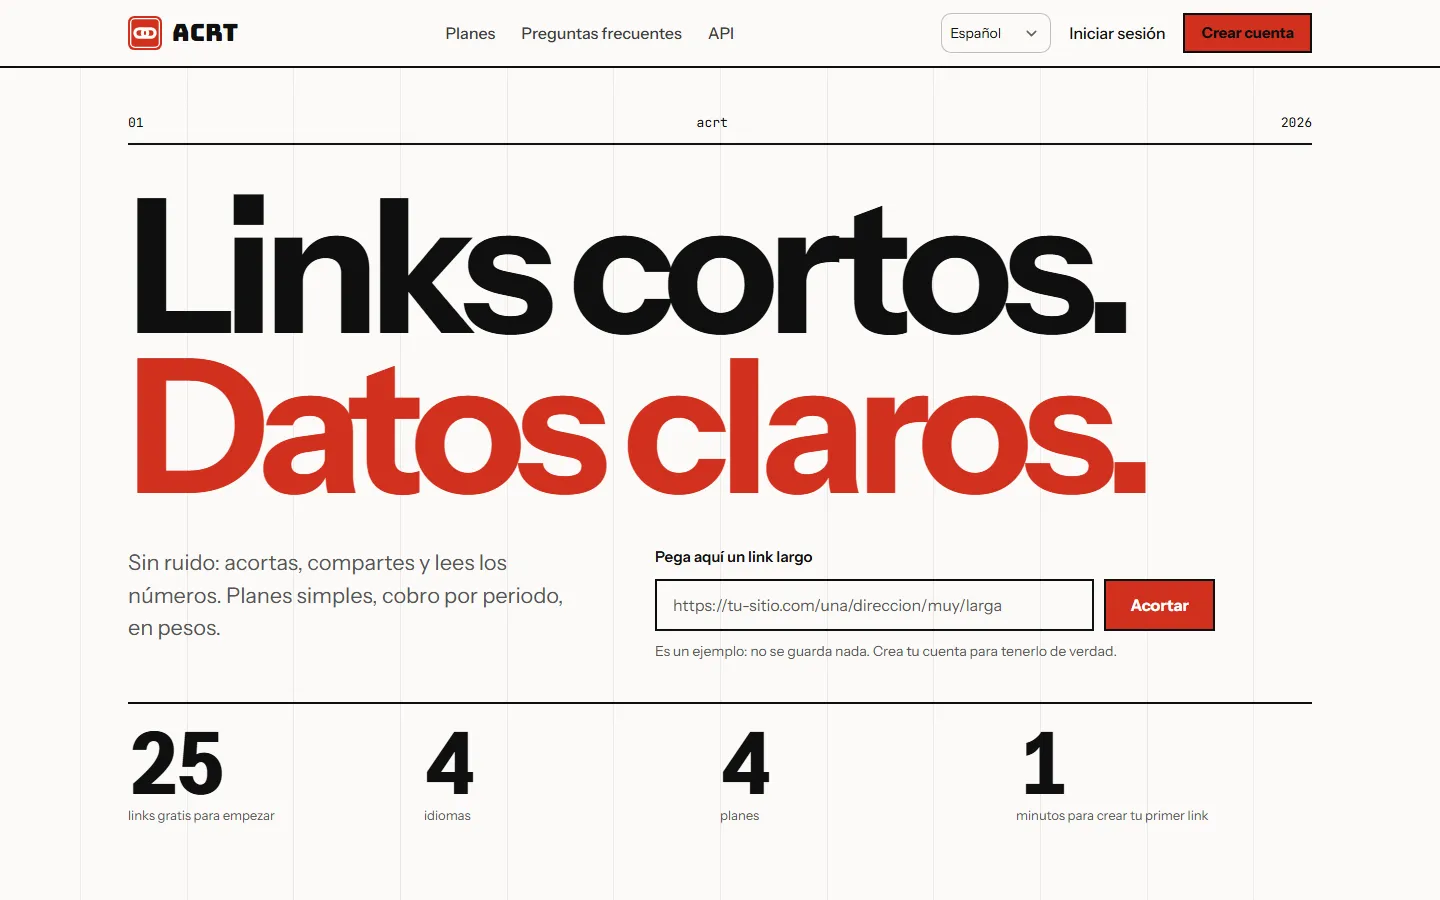 ACRT
Planes
Preguntas frecuentes
API
Español
Iniciar sesión
Crear cuenta
01
acrt
2026
Links cortos.
Datos claros.
Sin ruido: acortas, compartes y lees los
números. Planes simples, cobro por periodo,
en pesos.
Pega aquí un link largo
https://tu-sitio.com/una/direccion/muy/larga
Acortar
Es un ejemplo: no se guarda nada. Crea tu cuenta para tenerlo de verdad.
25
links gratis para empezar
4
idiomas
4
planes
1
minutos para crear tu primer link